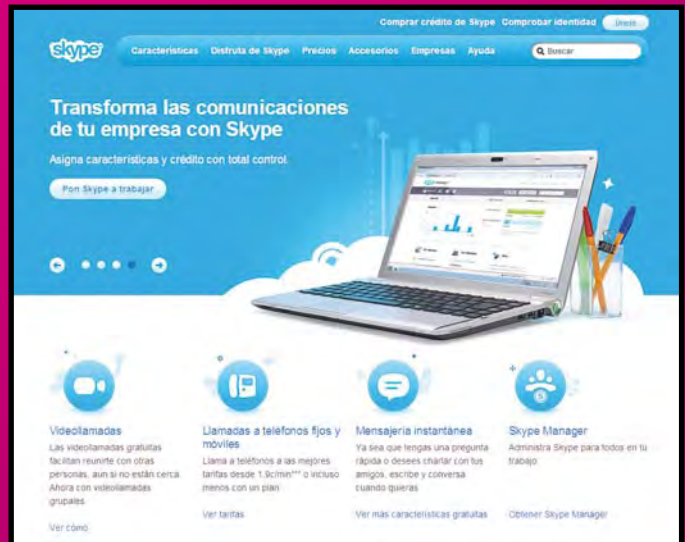 Comprar crédito de Skype Comprobar identidad Únete
skype
Características Disfruta de Skype Precios Accesorios Empresas Ayuda Buscar
Transforma las comunicaciones
de tu empresa con Skype
Asigna características y crédito con total control.
Pon Skype a trabajar
Videollamadas
Las videollamadas gratuitas
facilitan reunirte con otras
personas, aun si no están cerca.
Ahora con videollamadas
grupales
Ver cómo
Llamadas a teléfonos fijos y
móviles
Llama a teléfonos a las mejores
tarifas desde 1.9c/min*** o incluso
menos con un plan
Ver tarifas
Mensajería instantánea
Ya sea que tengas una pregunta
rápida o desees charlar con tus
amigos, escribe y conversa
cuando quieras
Ver más características gratuitas
Skype Manager
Administra Skype para todos en tu
trabajo
Obtener Skype Manager